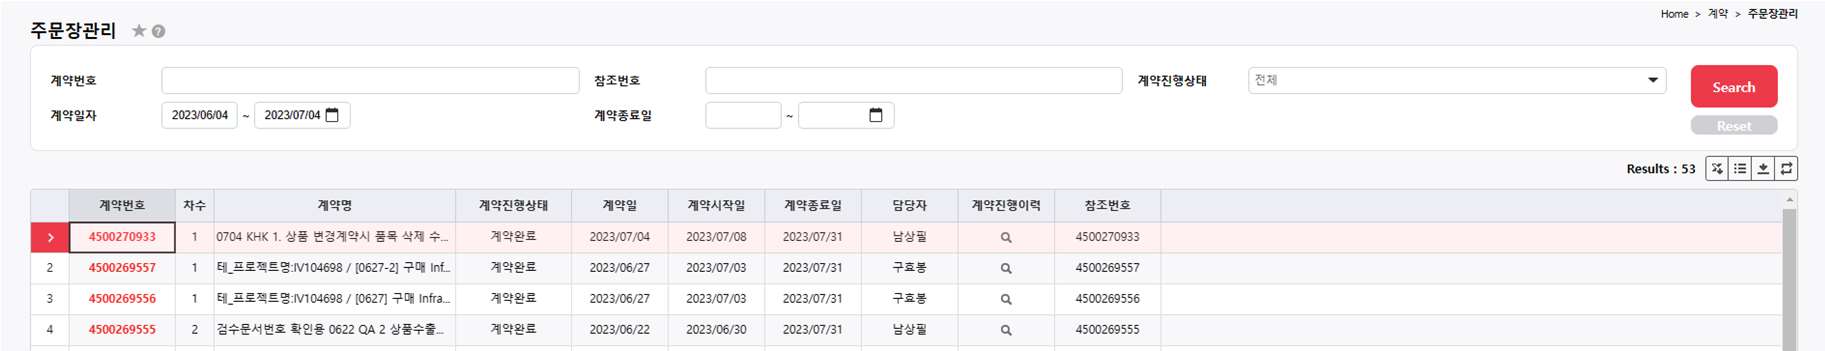 Home > 계약 > 주문장관리
주문장관리
계약번호 참조번호 계약진행상태 전체 Search
계약일자 2023/06/04 ~ 2023/07/04 계약종료일 ~ Reset
Results : 53
계약번호 차수 계약명 계약진행상태 계약일 계약시작일 계약종료일 담당자 계약진행이력 참조번호
4500270933 1 0704 KHK 1. 상품 변경계약시 품목 삭제 수... 계약완료 2023/07/04 2023/07/08 2023/07/31 남상필 4500270933
2 4500269557 1 테_프로젝트명:IV104698 / [0627-2] 구매 Inf... 계약완료 2023/06/27 2023/07/03 2023/07/31 구효봉 4500269557
3 4500269556 1 테_프로젝트명:IV104698 / [0627] 구매 Infra... 계약완료 2023/06/27 2023/07/03 2023/07/31 구효봉 4500269556
4 4500269555 2 검수문서번호 확인용 0622 QA 2 상품수출... 계약완료 2023/06/22 2023/06/30 2023/07/31 남상필 4500269555